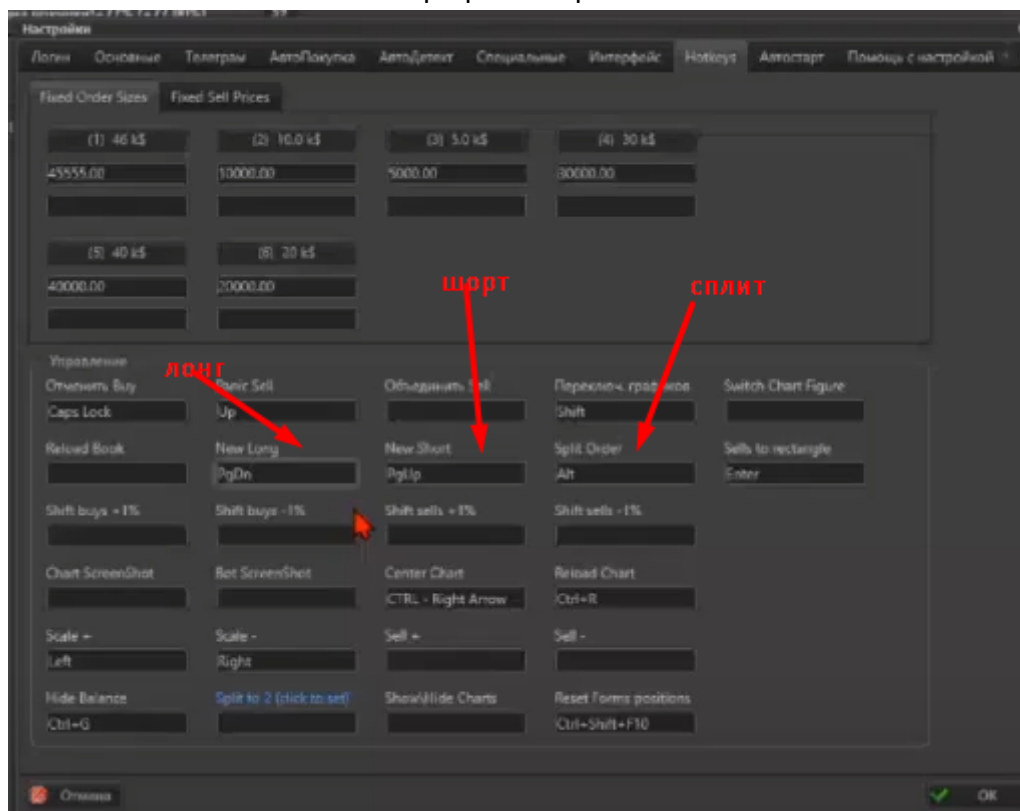 Настройки
Логин Основные Телеграм АвтоПокупка АвтоДетект Специальные Интерфейс Hotkeys Автостарт Помощь с настройкой
Fixed Order Sizes Fixed Sell Prices
(1) 46 k$ (2) 10.0 k$ (3) 5.0 k$ (4) 30 k$
45555.00 10000.00 5000.00 30000.00
(5) 40 k$ (6) 20 k$
40000.00 20000.00
шорт сплит
Управление
лонг
Отменить Buy Panic Sell Объединить Sell Переключ. графиков Switch Chart Figure
Caps Lock Up Shift
Reload Book New Long New Short Split Order Sells to rectangle
PgDn PgUp Alt Enter
Shift buys +1% Shift buys -1% Shift sells +1% Shift sells -1%
Chart ScreenShot Bot ScreenShot Center Chart Reload Chart
CTRL - Right Arrow Ctrl+R
Scale + Scale - Sell + Sell -
Left Right
Hide Balance Split to 2 (click to set) Show\Hide Charts Reset Forms positions
Ctrl+G Ctrl+Shift+F10
Отмена OK